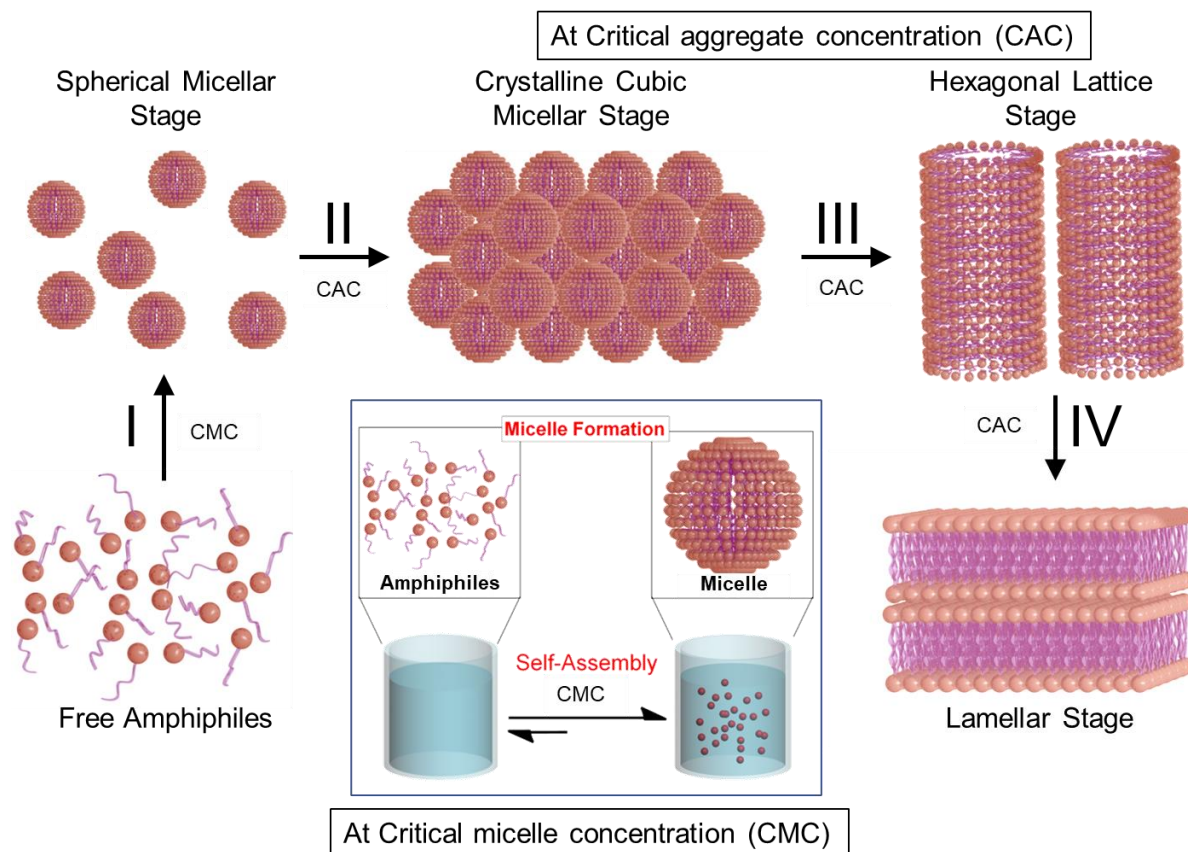 At Critical aggregate concentration (CAC)
Spherical Micellar
Stage
Crystalline Cubic
Micellar Stage
Hexagonal Lattice
Stage
II
CAC
III
CAC
I
CMC
CAC
IV
Micelle Formation
Amphiphiles
Micelle
Self-Assembly
CMC
Free Amphiphiles
Lamellar Stage
At Critical micelle concentration (CMC)